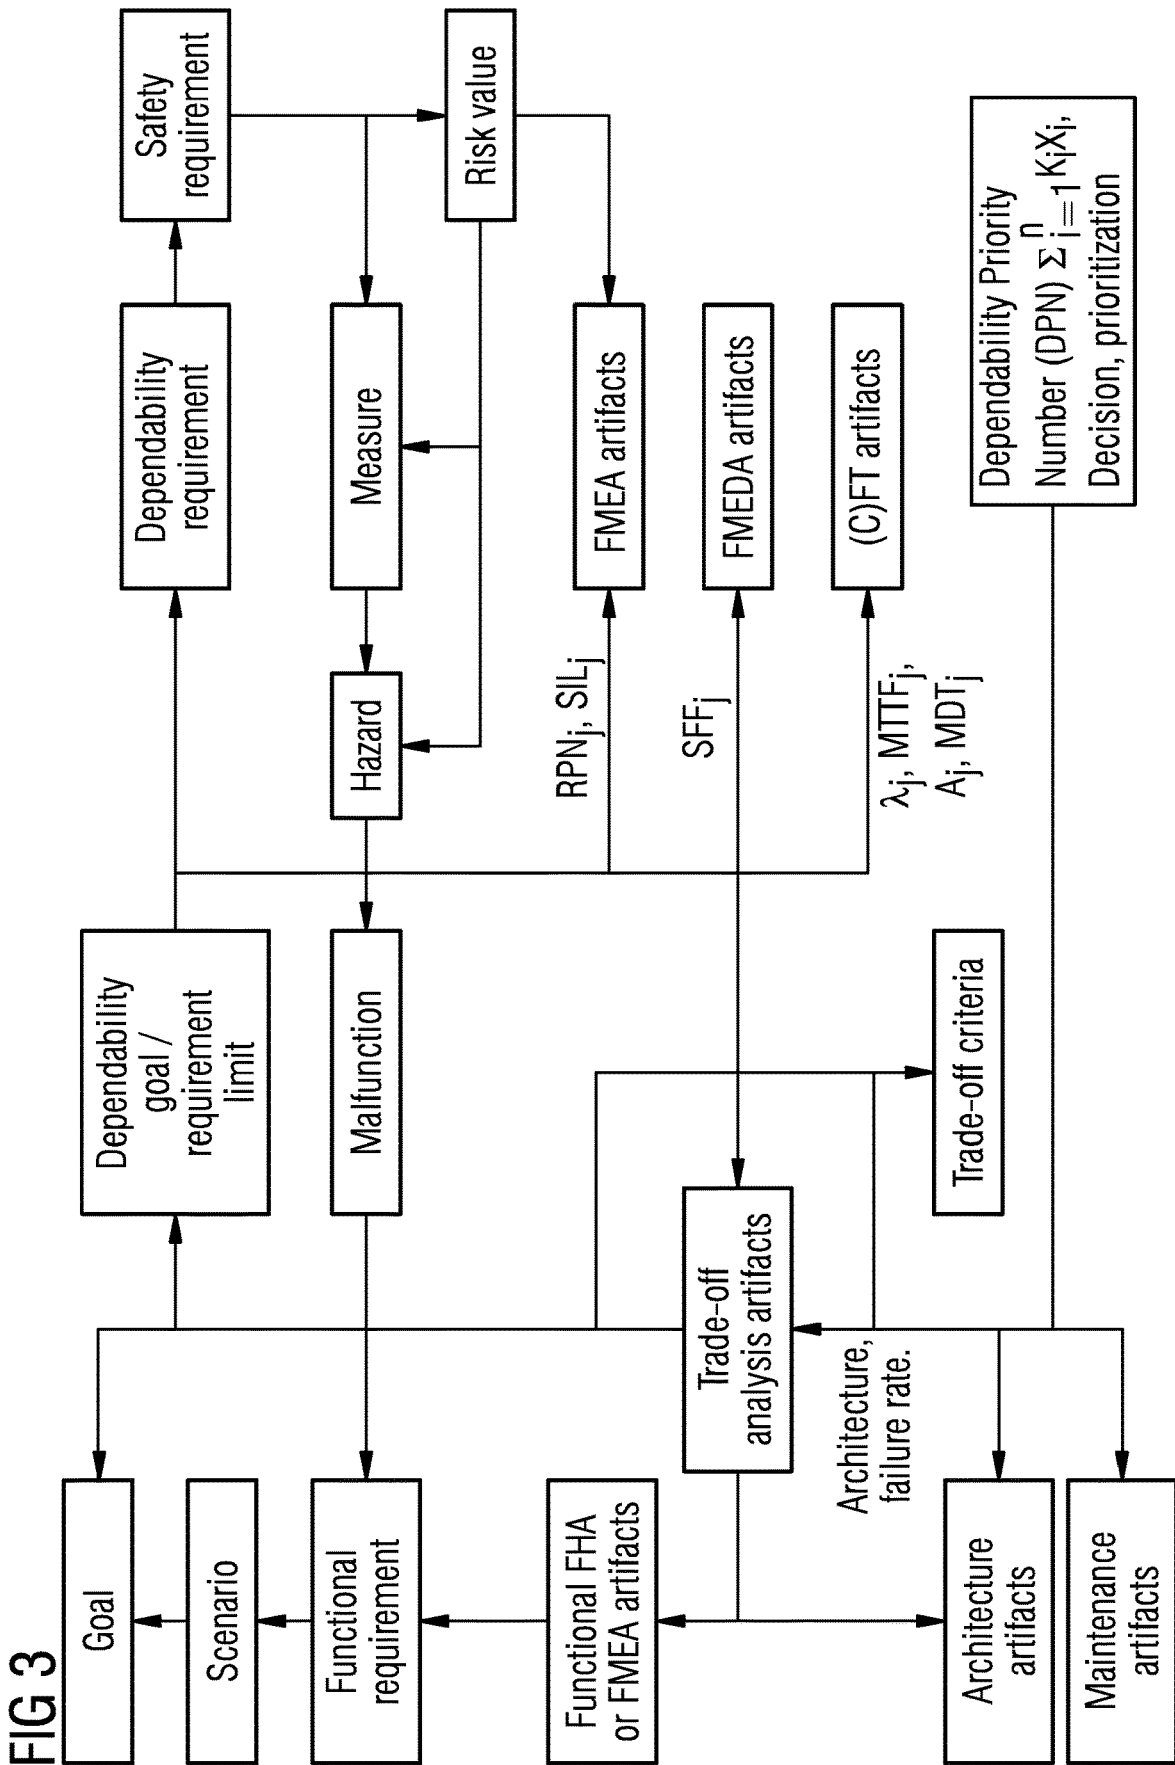 FIG 3
Goal
Scenario
Functional
requirement
Functional FHA
or FMEA artifacts
Architecture
artifacts
Maintenance
artifacts
Dependability
goal /
requirement
limit
Malfunction
Trade-off
analysis artifacts
Architecture,
failure rate.
Trade-off criteria
Dependability
requirement
Safety
requirement
Hazard
Measure
Risk value
RPNj, SILj
FMEA artifacts
SFFj
FMEDA artifacts
λj, MTTFj,
Aj, MDTj
(C)FT artifacts
Dependability Priority
Number (DPN) Σⁿi=1 KjXj,
Decision, prioritization